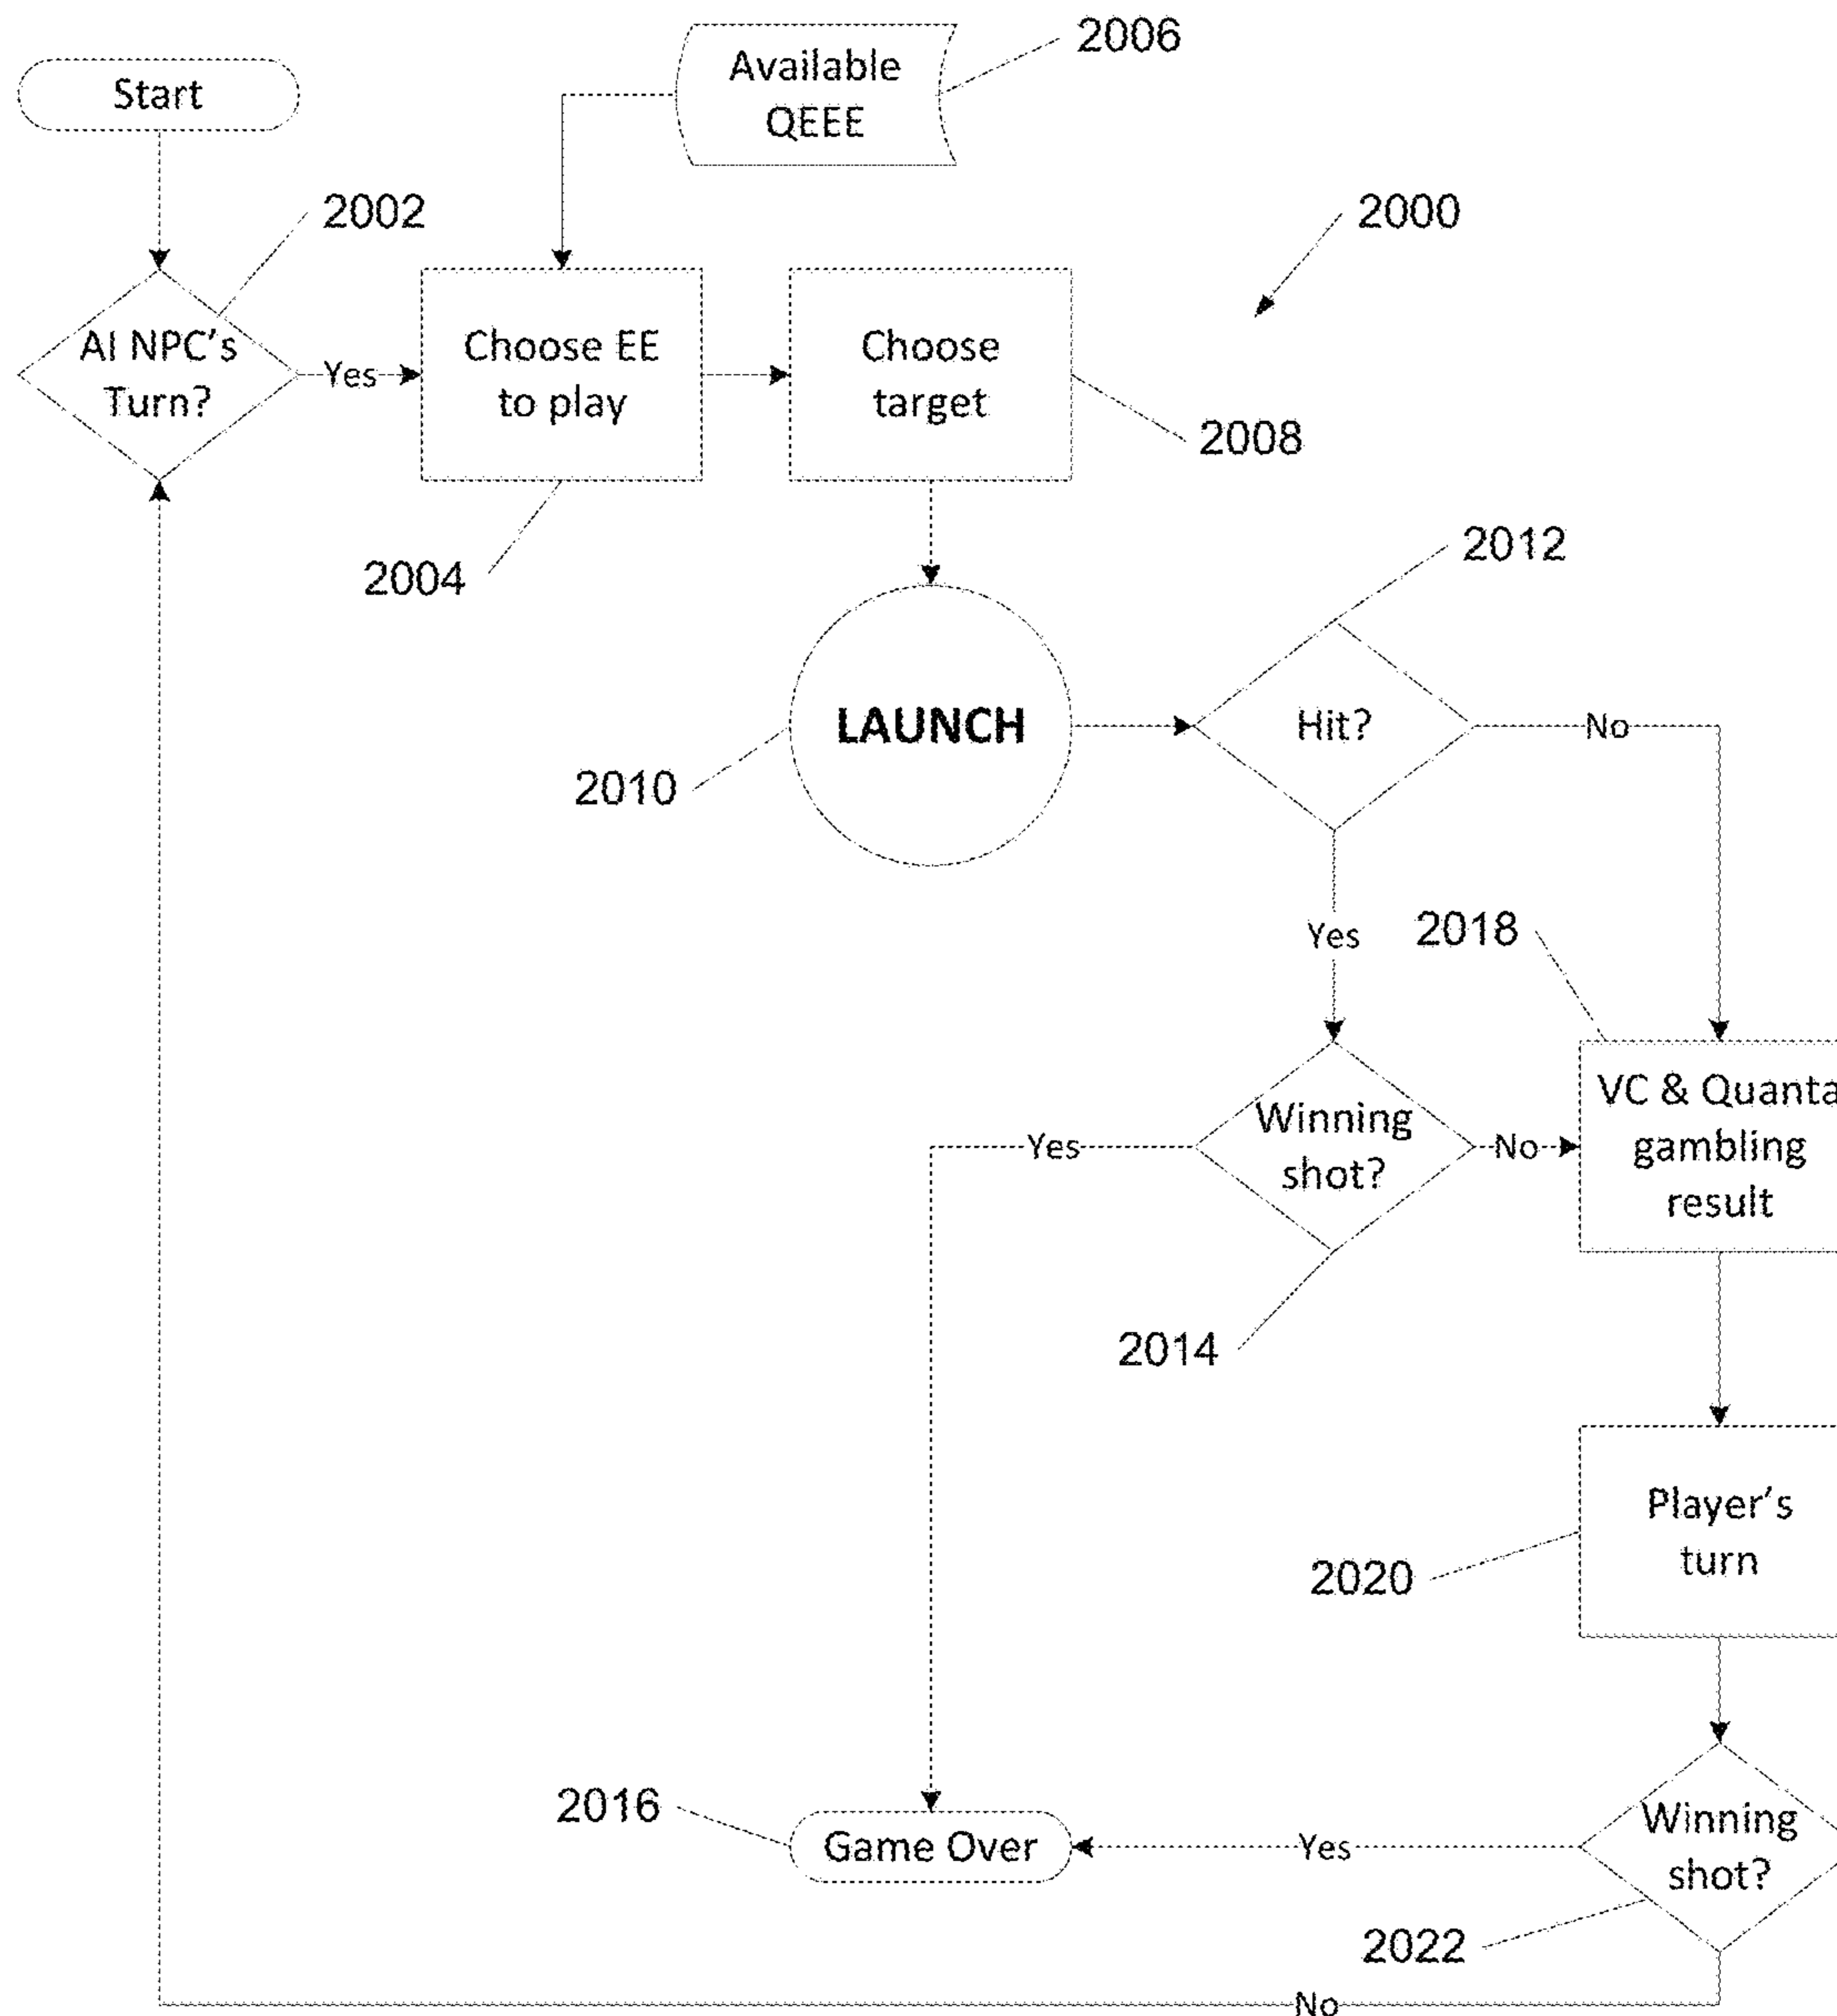 Start
Available
QEEE
2006
2002
2000
AI NPC's
Turn?
Yes
Choose EE
to play
Choose
target
2008
2004
2012
LAUNCH
Hit?
No
2010
Yes
2018
VC & Quanta
gambling
result
Winning
shot?
Yes
No
2014
Player's
turn
2020
2016
Game Over
Yes
Winning
shot?
2022
No